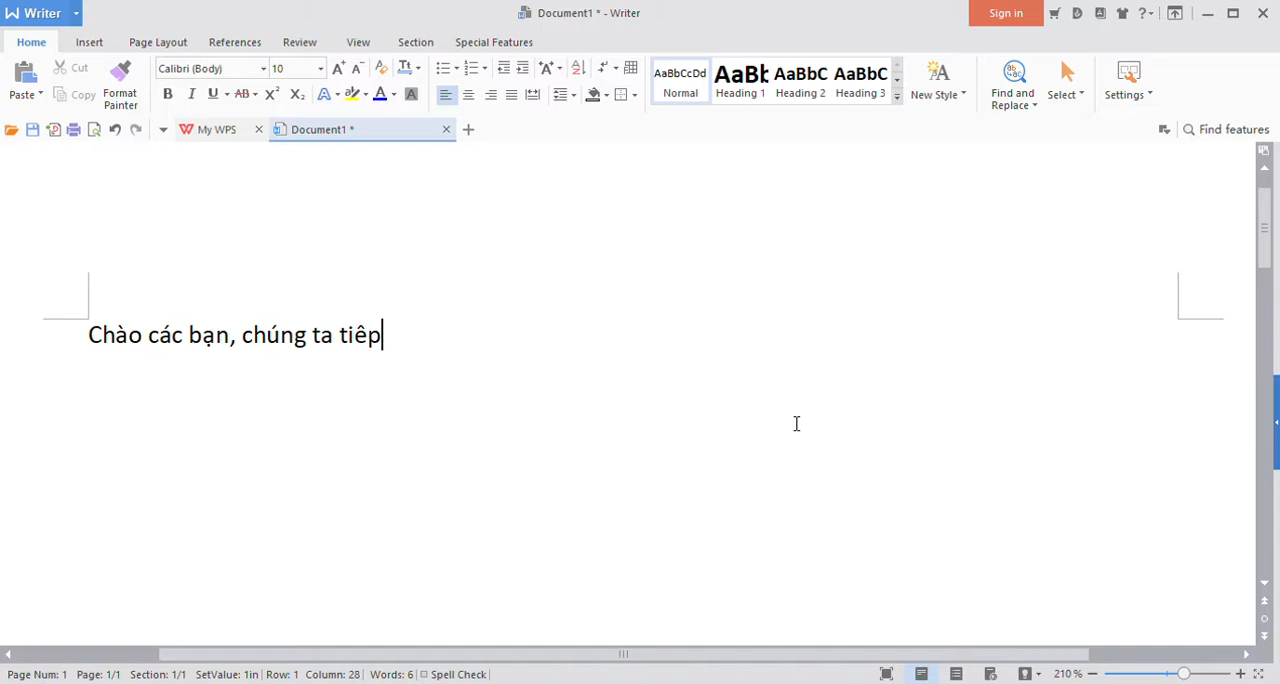 Writer
Document1 * - Writer
Sign in
Home Insert Page Layout References Review View Section Special Features
Paste Cut Copy Format Painter
Calibri (Body) 10
AaBbCcDd AaBb AaBbC AaBbC
Normal Heading 1 Heading 2 Heading 3
New Style Find and Replace Select Settings
My WPS Document1 * Find features
Chào các bạn, chúng ta tiêp
Page Num: 1 Page: 1/1 Section: 1/1 SetValue: 1in Row: 1 Column: 28 Words: 6 Spell Check 210 %